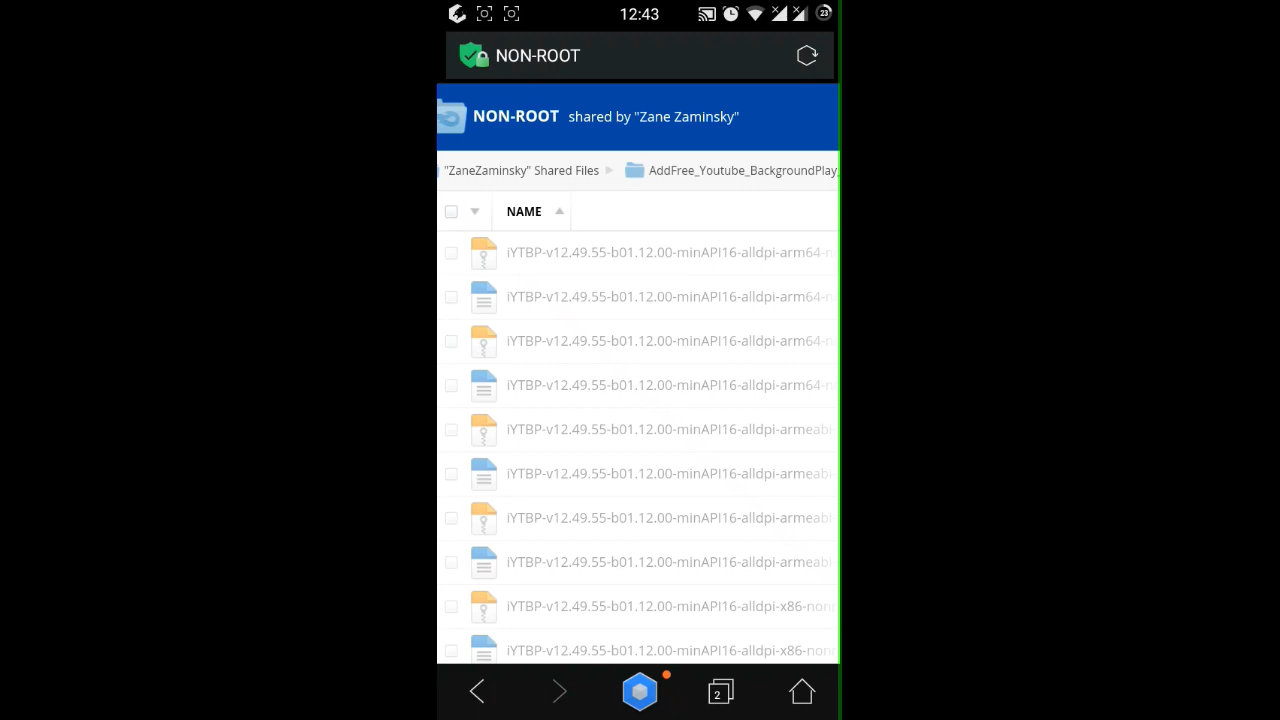 12:43
23
NON-ROOT
NON-ROOT shared by "Zane Zaminsky"
"ZaneZaminsky" Shared Files AddFree_Youtube_BackgroundPlay_
NAME
iYTBP-v12.49.55-b01.12.00-minAPI16-alldpi-arm64-n
iYTBP-v12.49.55-b01.12.00-minAPI16-alldpi-arm64-n
iYTBP-v12.49.55-b01.12.00-minAPI16-alldpi-arm64-n
iYTBP-v12.49.55-b01.12.00-minAPI16-alldpi-arm64-n
iYTBP-v12.49.55-b01.12.00-minAPI16-alldpi-armeabi
iYTBP-v12.49.55-b01.12.00-minAPI16-alldpi-armeabi
iYTBP-v12.49.55-b01.12.00-minAPI16-alldpi-armeabi
iYTBP-v12.49.55-b01.12.00-minAPI16-alldpi-armeabi
iYTBP-v12.49.55-b01.12.00-minAPI16-alldpi-x86-non
iYTBP-v12.49.55-b01.12.00-minAPI16-alldpi-x86-non
2